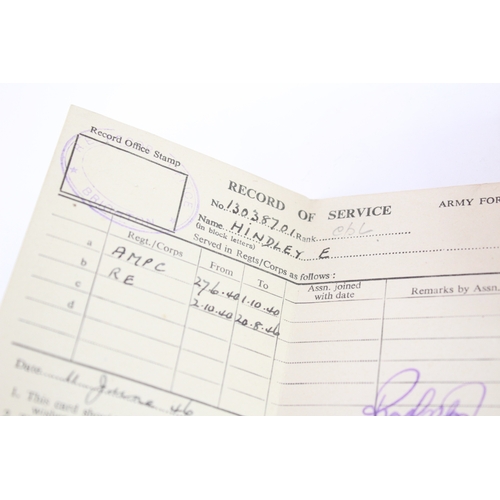 Record Office Stamp
RECORD OF SERVICE
ARMY FOR
No. 13038701 Rank
Name HINDLEY E
(in block letters)
Served in Regts/Corps as follows:
Regt./Corps From To Assn. joined with date Remarks by Assn.
a AMPC 27 6.40 1.10.40
b RE 2.10.40 20.8.46
c
d
Date 11 June 46
1. This card